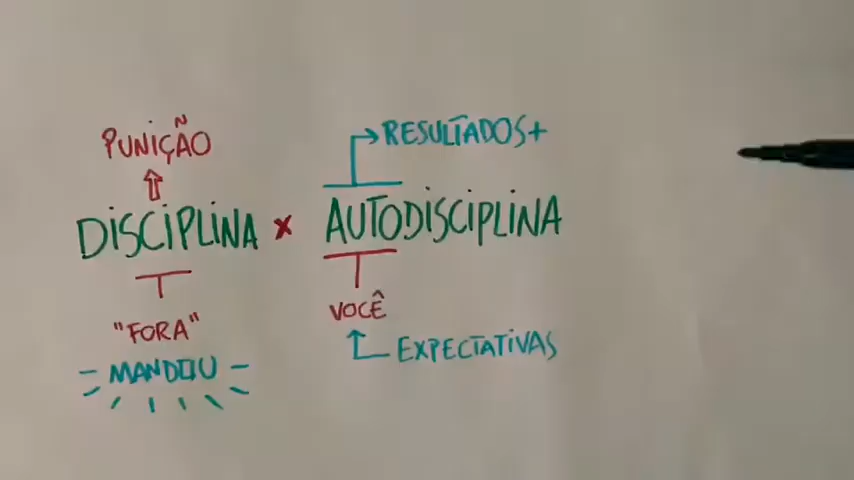 PUNIÇÃO
RESULTADOS+
DISCIPLINA x AUTODISCIPLINA
"FORA"
VOCÊ
MANDOU
EXPECTATIVAS